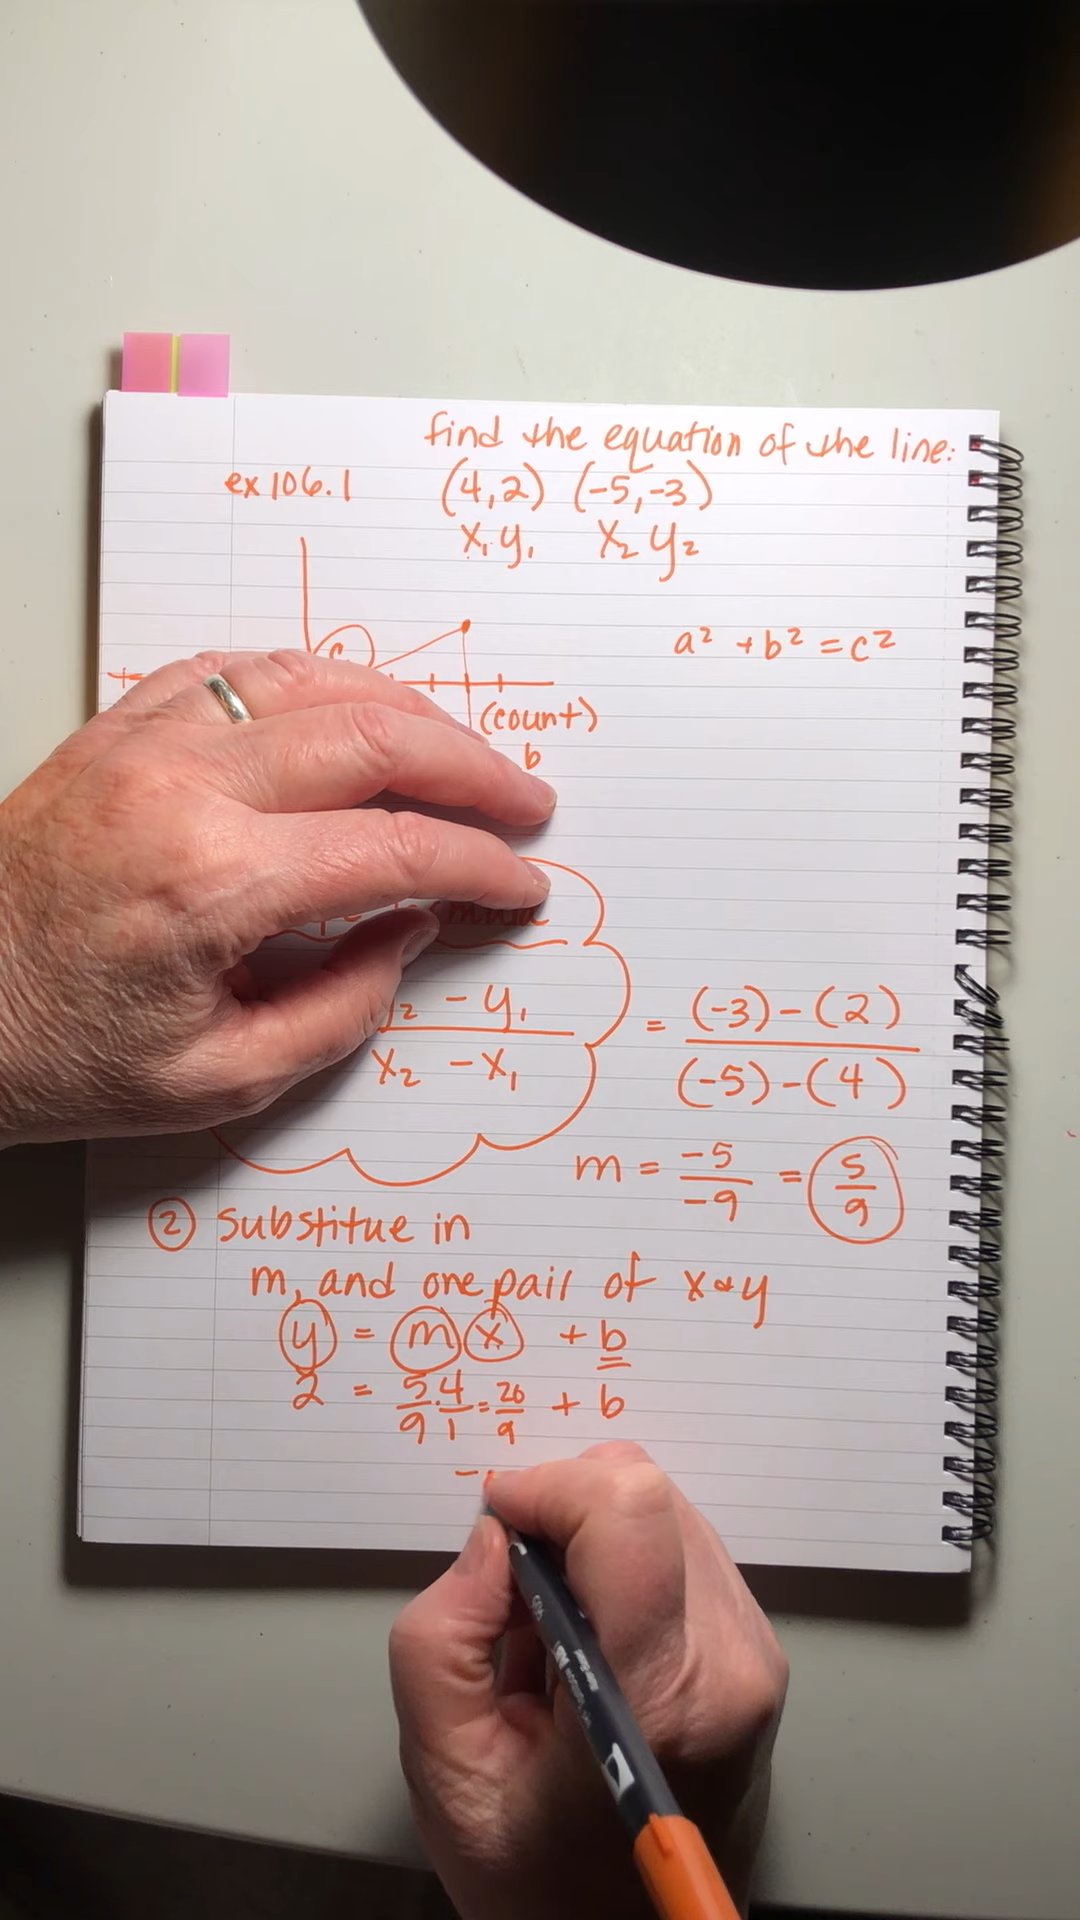 find the equation of the line:
ex 106.1 (4,2) (-5,-3)
x₁ y₁ x₂ y₂
a² + b² = c²
c
(count)
b
y₂ - y₁ = (-3)-(2)
x₂ - x₁ (-5)-(4)
m = -5/-9 = 5/9
② substitue in
m, and one pair of x & y
y = m x + b
2 = 5/9 · 4/1 = 20/9 + b
-